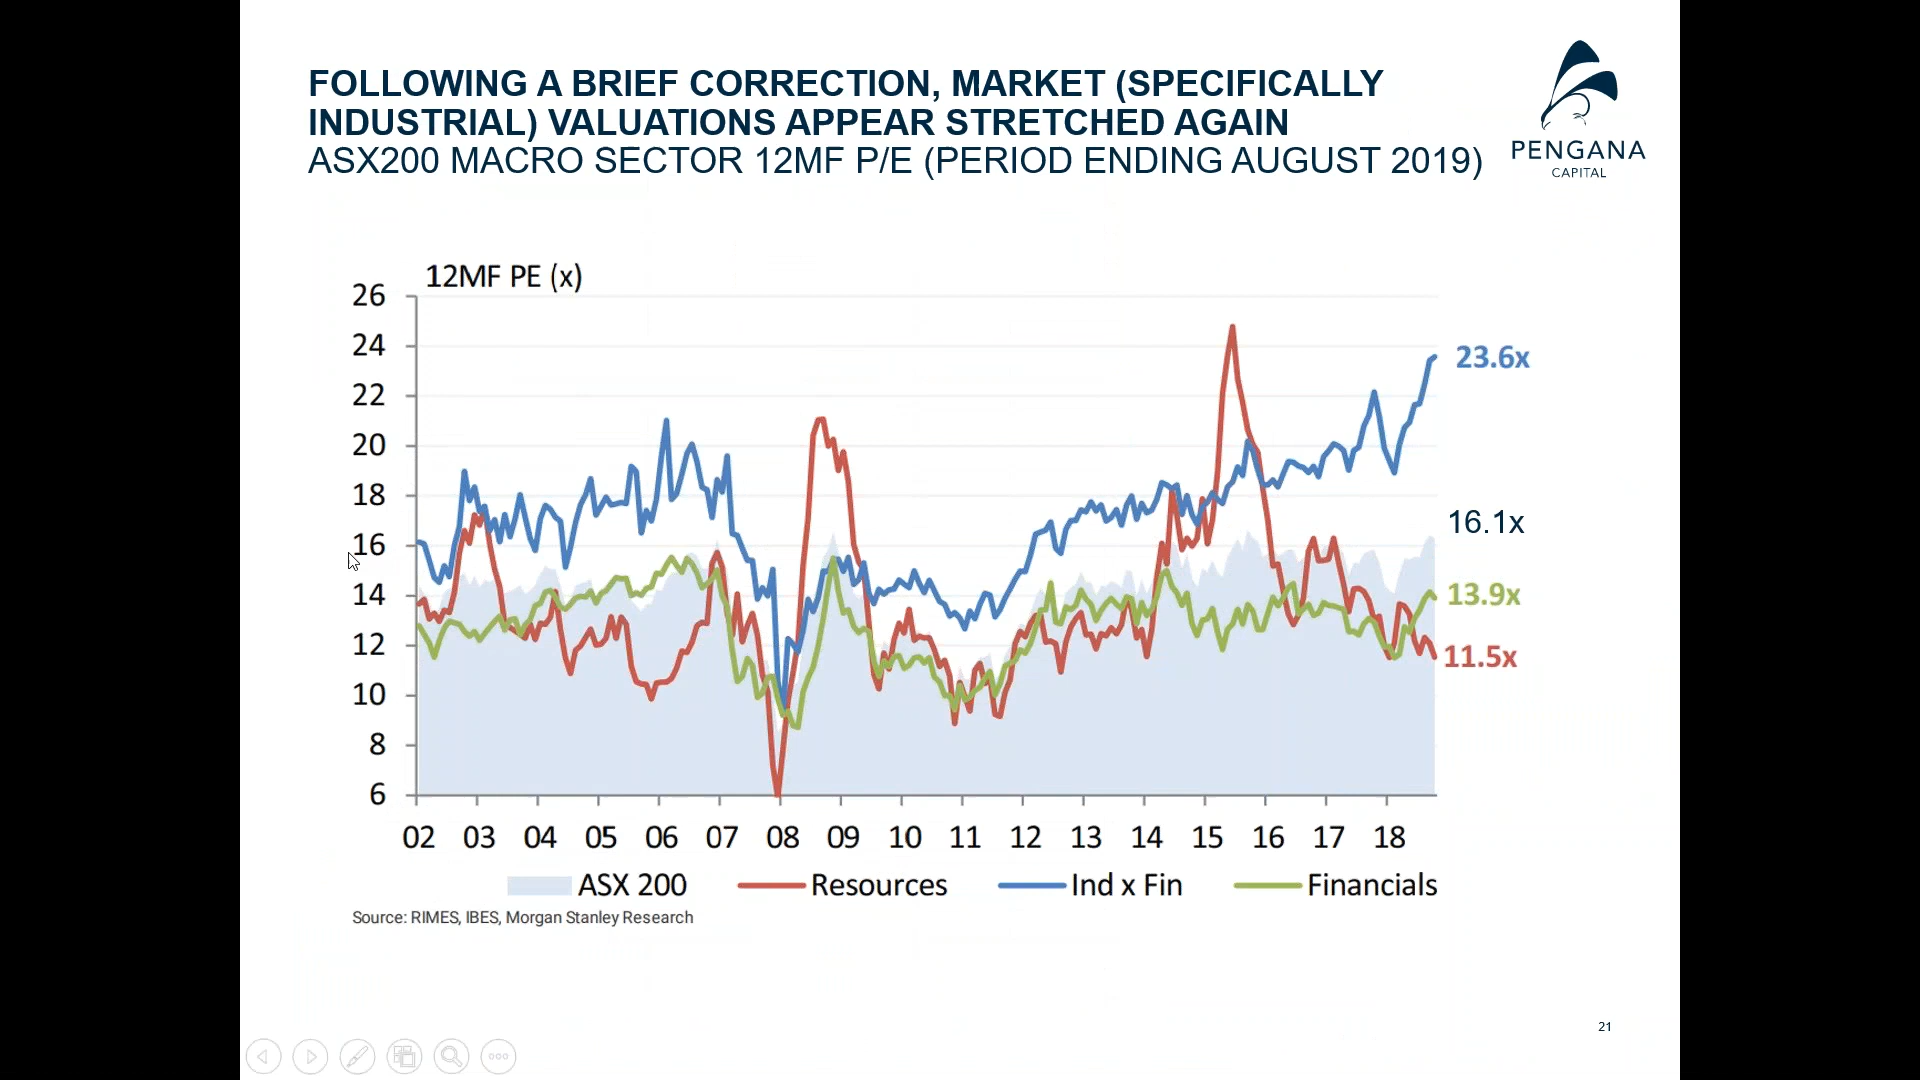 FOLLOWING A BRIEF CORRECTION, MARKET (SPECIFICALLY
INDUSTRIAL) VALUATIONS APPEAR STRETCHED AGAIN
ASX200 MACRO SECTOR 12MF P/E (PERIOD ENDING AUGUST 2019)
PENGANA
CAPITAL
12MF PE (x)
26
24
22
20
18
16
14
12
10
8
6
23.6x
16.1x
13.9x
11.5x
02 03 04 05 06 07 08 09 10 11 12 13 14 15 16 17 18
ASX 200 Resources Ind x Fin Financials
Source: RIMES, IBES, Morgan Stanley Research
21